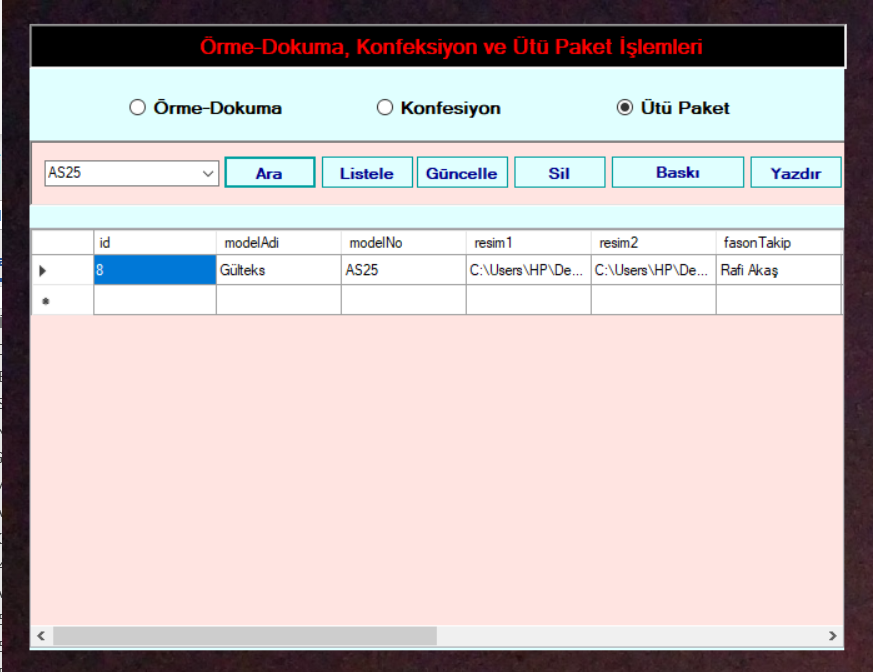 Örme-Dokuma, Konfeksiyon ve Ütü Paket İşlemleri
Örme-Dokuma Konfesiyon Ütü Paket
AS25 Ara Listele Güncelle Sil Baskı Yazdır
id modelAdi modelNo resim1 resim2 fasonTakip
8 Gülteks AS25 C:\Users\HP\De... C:\Users\HP\De... Rafi Akaş